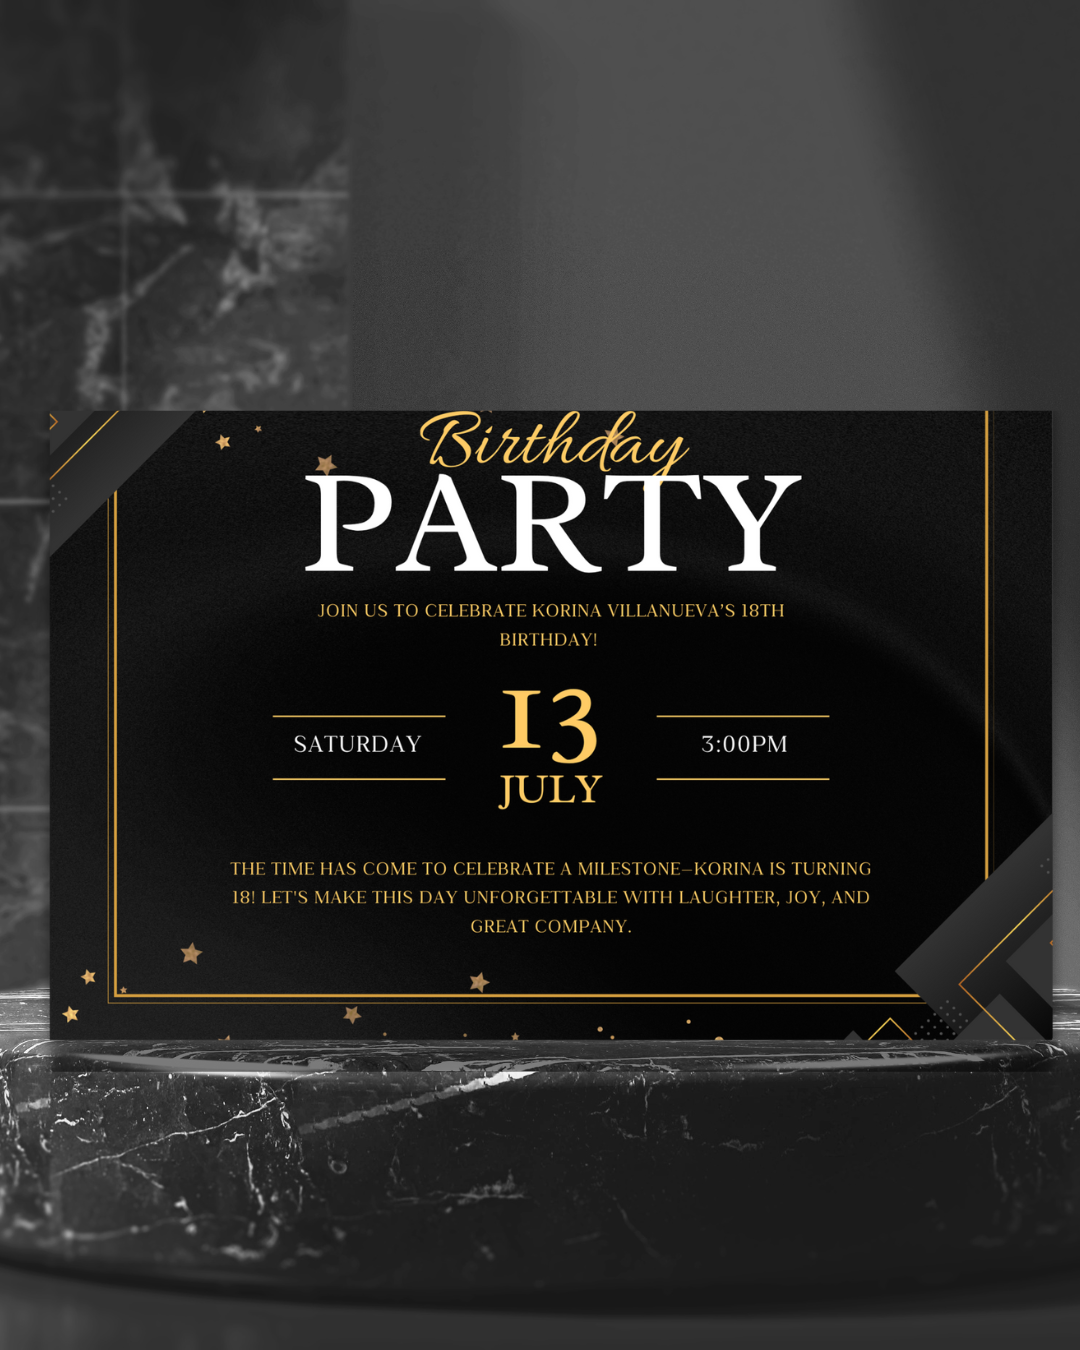 Birthday
PARTY
JOIN US TO CELEBRATE KORINA VILLANUEVA'S 18TH
BIRTHDAY!
SATURDAY
13
JULY
3:00PM
THE TIME HAS COME TO CELEBRATE A MILESTONE—KORINA IS TURNING
18! LET'S MAKE THIS DAY UNFORGETTABLE WITH LAUGHTER, JOY, AND
GREAT COMPANY.